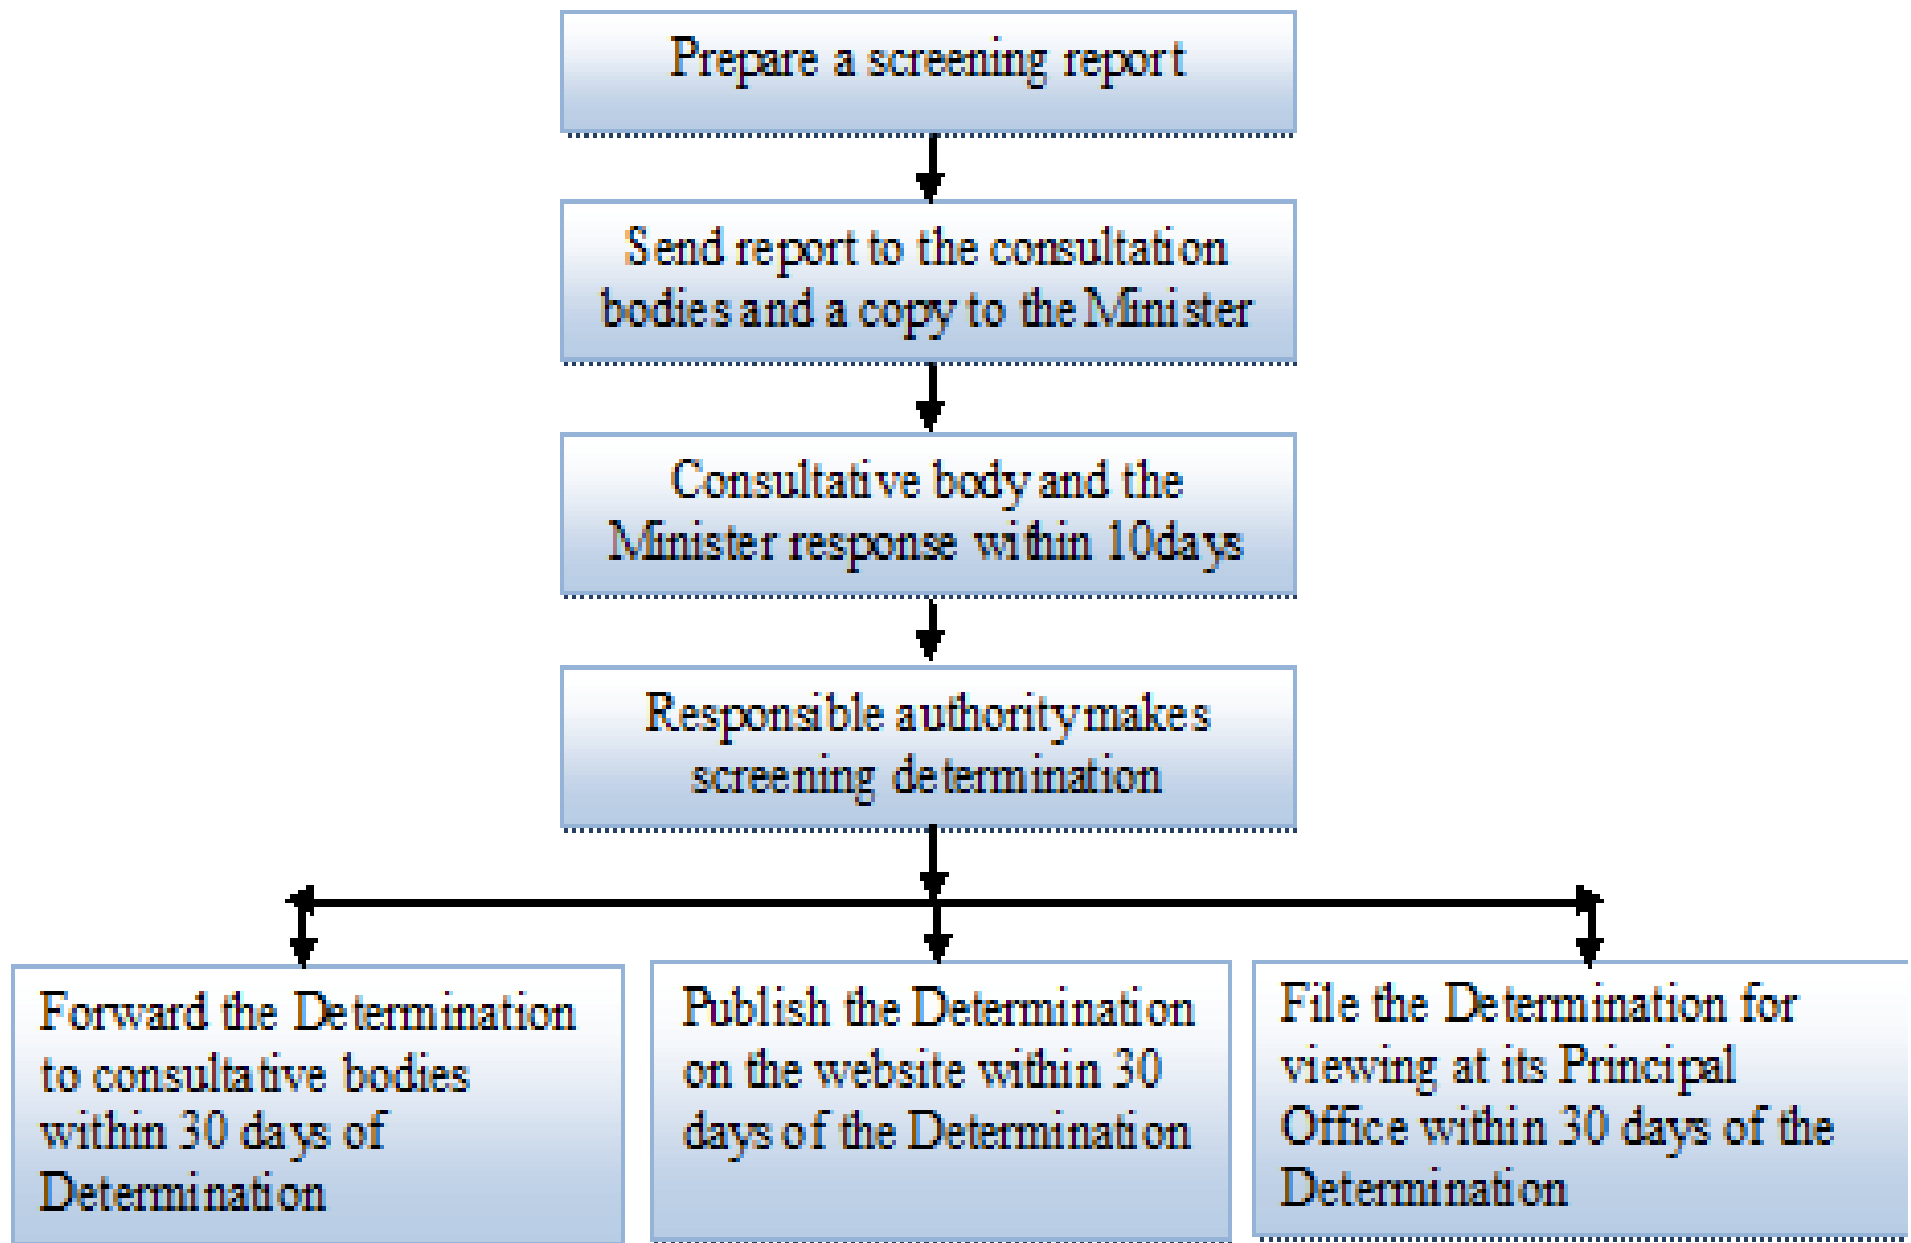 Prepare a screening report
Send report to the consultation
bodies and a copy to the Minister
Consultative body and the
Minister response within 10days
Responsible authority makes
screening determination
Forward the Determination
to consultative bodies
within 30 days of
Determination
Publish the Determination
on the website within 30
days of the Determination
File the Determination for
viewing at its Principal
Office within 30 days of the
Determination